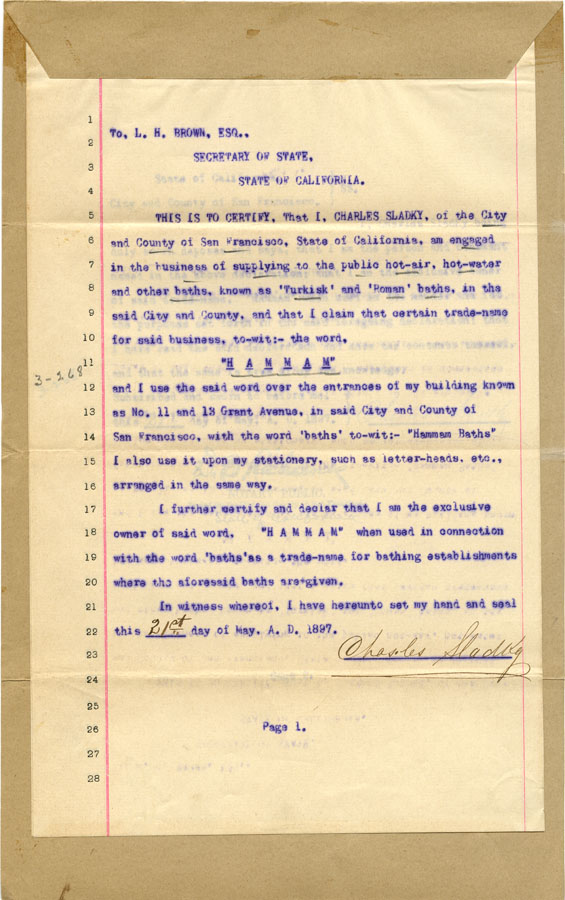 1
2 To, L. H. BROWN, ESQ.,
3 SECRETARY OF STATE,
4 STATE OF CALIFORNIA.
5 THIS IS TO CERTIFY, That I, CHARLES SLADKY, of the City
6 and County of San Francisco, State of California, am engaged
7 in the business of supplying to the public hot-air, hot-water
8 and other baths, known as 'Turkisk' and 'Roman' baths, in the
9 said City and County, and that I claim that certain trade-name
10 for said business, to-wit:- the word,
3-268 11 "H A M M A M"
12 and I use the said word over the entrances of my building known
13 as No. 11 and 13 Grant Avenue, in said City and County of
14 San Francisco, with the word 'baths' to-wit:- "Hammam Baths"
15 I also use it upon my stationery, such as letter-heads, etc.,
16 arranged in the same way.
17 I further certify and declar that I am the exclusive
18 owner of said word, "H A M M A M" when used in connection
19 with the word 'baths'as a trade-name for bathing establishments
20 where the aforesaid baths are given.
21 In witness whereof, I have hereunto set my hand and seal
22 this 21st day of May, A. D. 1897.
23 Charles Sladky
24
25
26 Page 1.
27
28